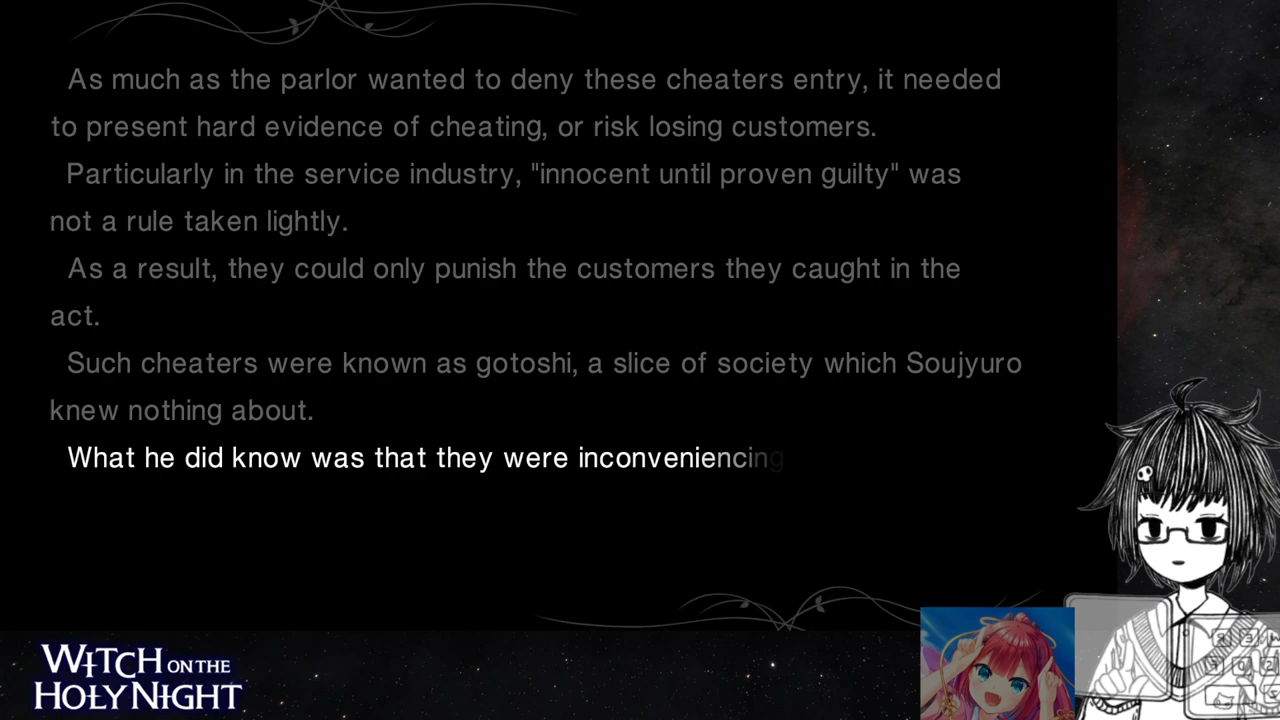 As much as the parlor wanted to deny these cheaters entry, it needed
to present hard evidence of cheating, or risk losing customers.
Particularly in the service industry, "innocent until proven guilty" was
not a rule taken lightly.
As a result, they could only punish the customers they caught in the
act.
Such cheaters were known as gotoshi, a slice of society which Soujyuro
knew nothing about.
What he did know was that they were inconveniencing
WITCH ON THE
HOLY NIGHT